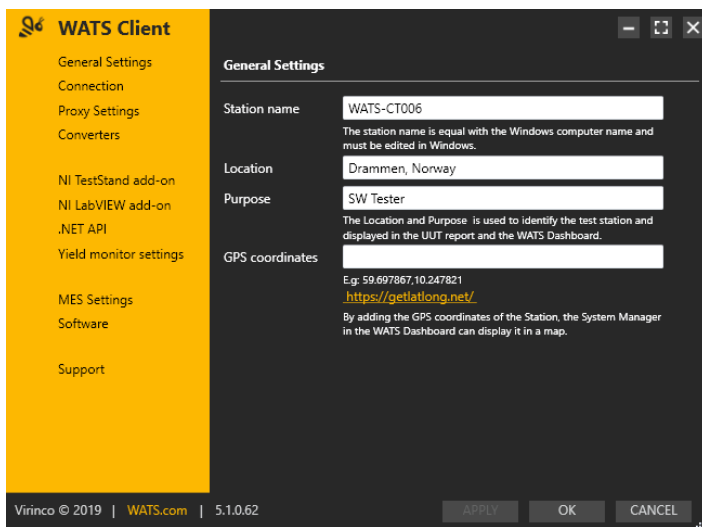 WATS Client
General Settings
Connection
Proxy Settings
Converters
NI TestStand add-on
NI LabVIEW add-on
.NET API
Yield monitor settings
MES Settings
Software
Support
General Settings
Station name WATS-CT006
The station name is equal with the Windows computer name and
must be edited in Windows.
Location Drammen, Norway
Purpose SW Tester
The Location and Purpose is used to identify the test station and
displayed in the UUT report and the WATS Dashboard.
GPS coordinates
E.g: 59.697867,10.247821
https://getlatlong.net/
By adding the GPS coordinates of the Station, the System Manager
in the WATS Dashboard can display it in a map.
Virinco © 2019 | WATS.com | 5.1.0.62
APPLY OK CANCEL